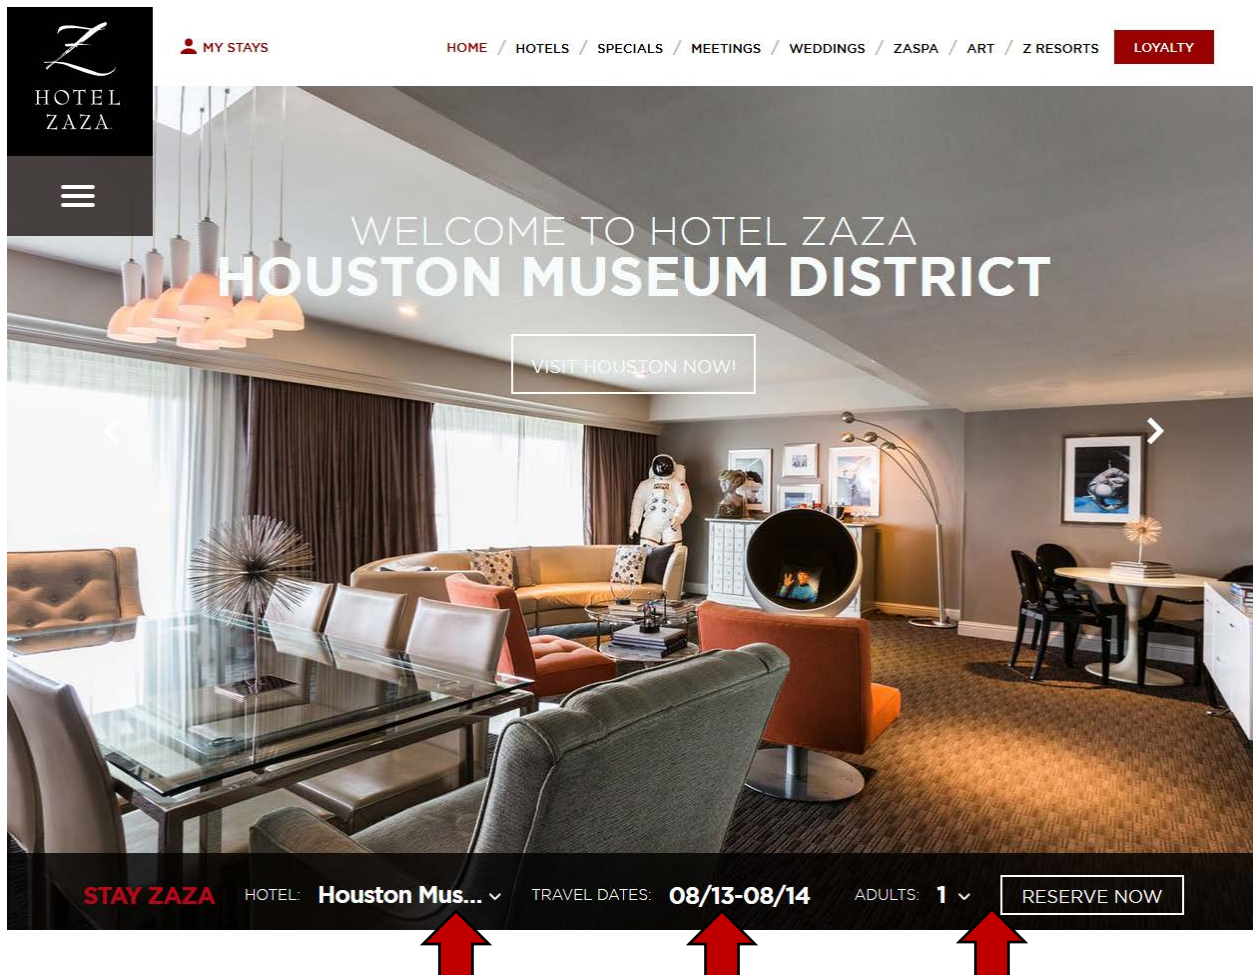 Z
HOTEL
ZAZA
MY STAYS
HOME / HOTELS / SPECIALS / MEETINGS / WEDDINGS / ZASPA / ART / Z RESORTS
LOYALTY
WELCOME TO HOTEL ZAZA
HOUSTON MUSEUM DISTRICT
VISIT HOUSTON NOW!
STAY ZAZA HOTEL: Houston Mus... TRAVEL DATES: 08/13-08/14 ADULTS: 1 RESERVE NOW